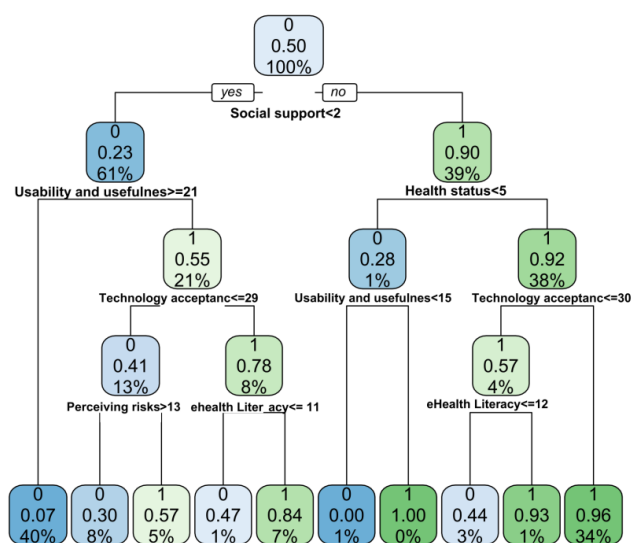 0
0.50
100%
yes no
Social support<2
0 1
0.23 0.90
61% 39%
Usability and usefulnes>=21 Health status<5
1 0 1
0.55 0.28 0.92
21% 1% 38%
Technology acceptanc<=29 Usability and usefulnes<15 Technology acceptanc<=30
0 1 1
0.41 0.78 0.57
13% 8% 4%
Perceiving risks>13 ehealth Liter_acy<= 11 eHealth Literacy<=12
0 0 1 0 1 0 1 0 1 1
0.07 0.30 0.57 0.47 0.84 0.00 1.00 0.44 0.93 0.96
40% 8% 5% 1% 7% 1% 0% 3% 1% 34%